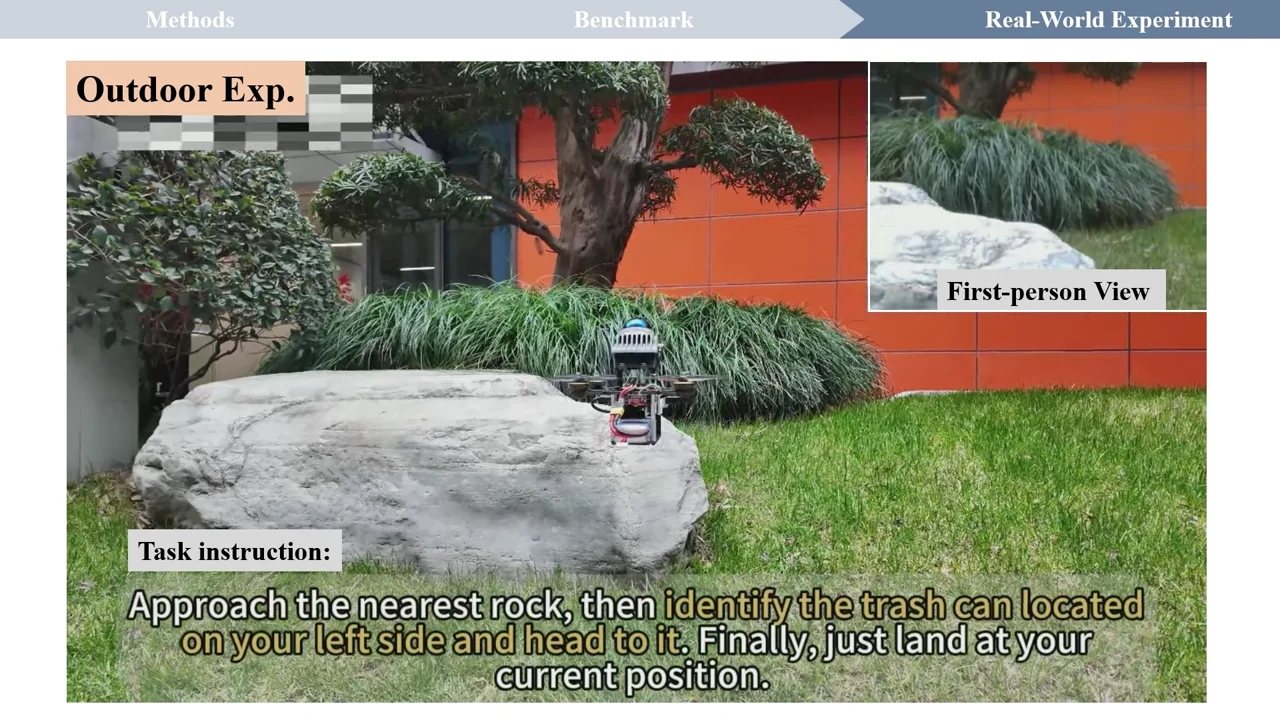 Methods
Benchmark
Real-World Experiment
Outdoor Exp.
First-person View
Task instruction:
Approach the nearest rock, then identify the trash can located
on your left side and head to it. Finally, just land at your
current position.